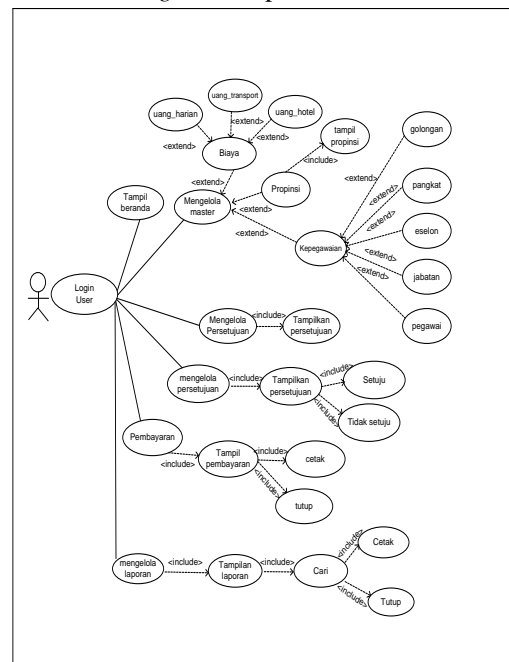 uang_transport
uang_harian
<extend>
uang_hotel
<extend>
<extend>
Biaya
tampil
propinsi
golongan
<include>
<extend>
Propinsi
<extend>
Tampil
beranda
Mengelola
master
<extend>
pangkat
<extend>
<extend>
Kepegawaian
<extend>
eselon
<extend>
jabatan
<extend>
pegawai
Login
User
Mengelola
Persetujuan
<include>
Tampilkan
persetujuan
mengelola
persetujuan
<include>
Tampilkan
persetujuan
<include>
Setuju
<include>
Tidak setuju
Pembayaran
<include>
Tampil
pembayaran
<include>
cetak
<include>
tutup
mengelola
laporan
<include>
Tampilan
laporan
<include>
Cari
<include>
Cetak
<include>
Tutup